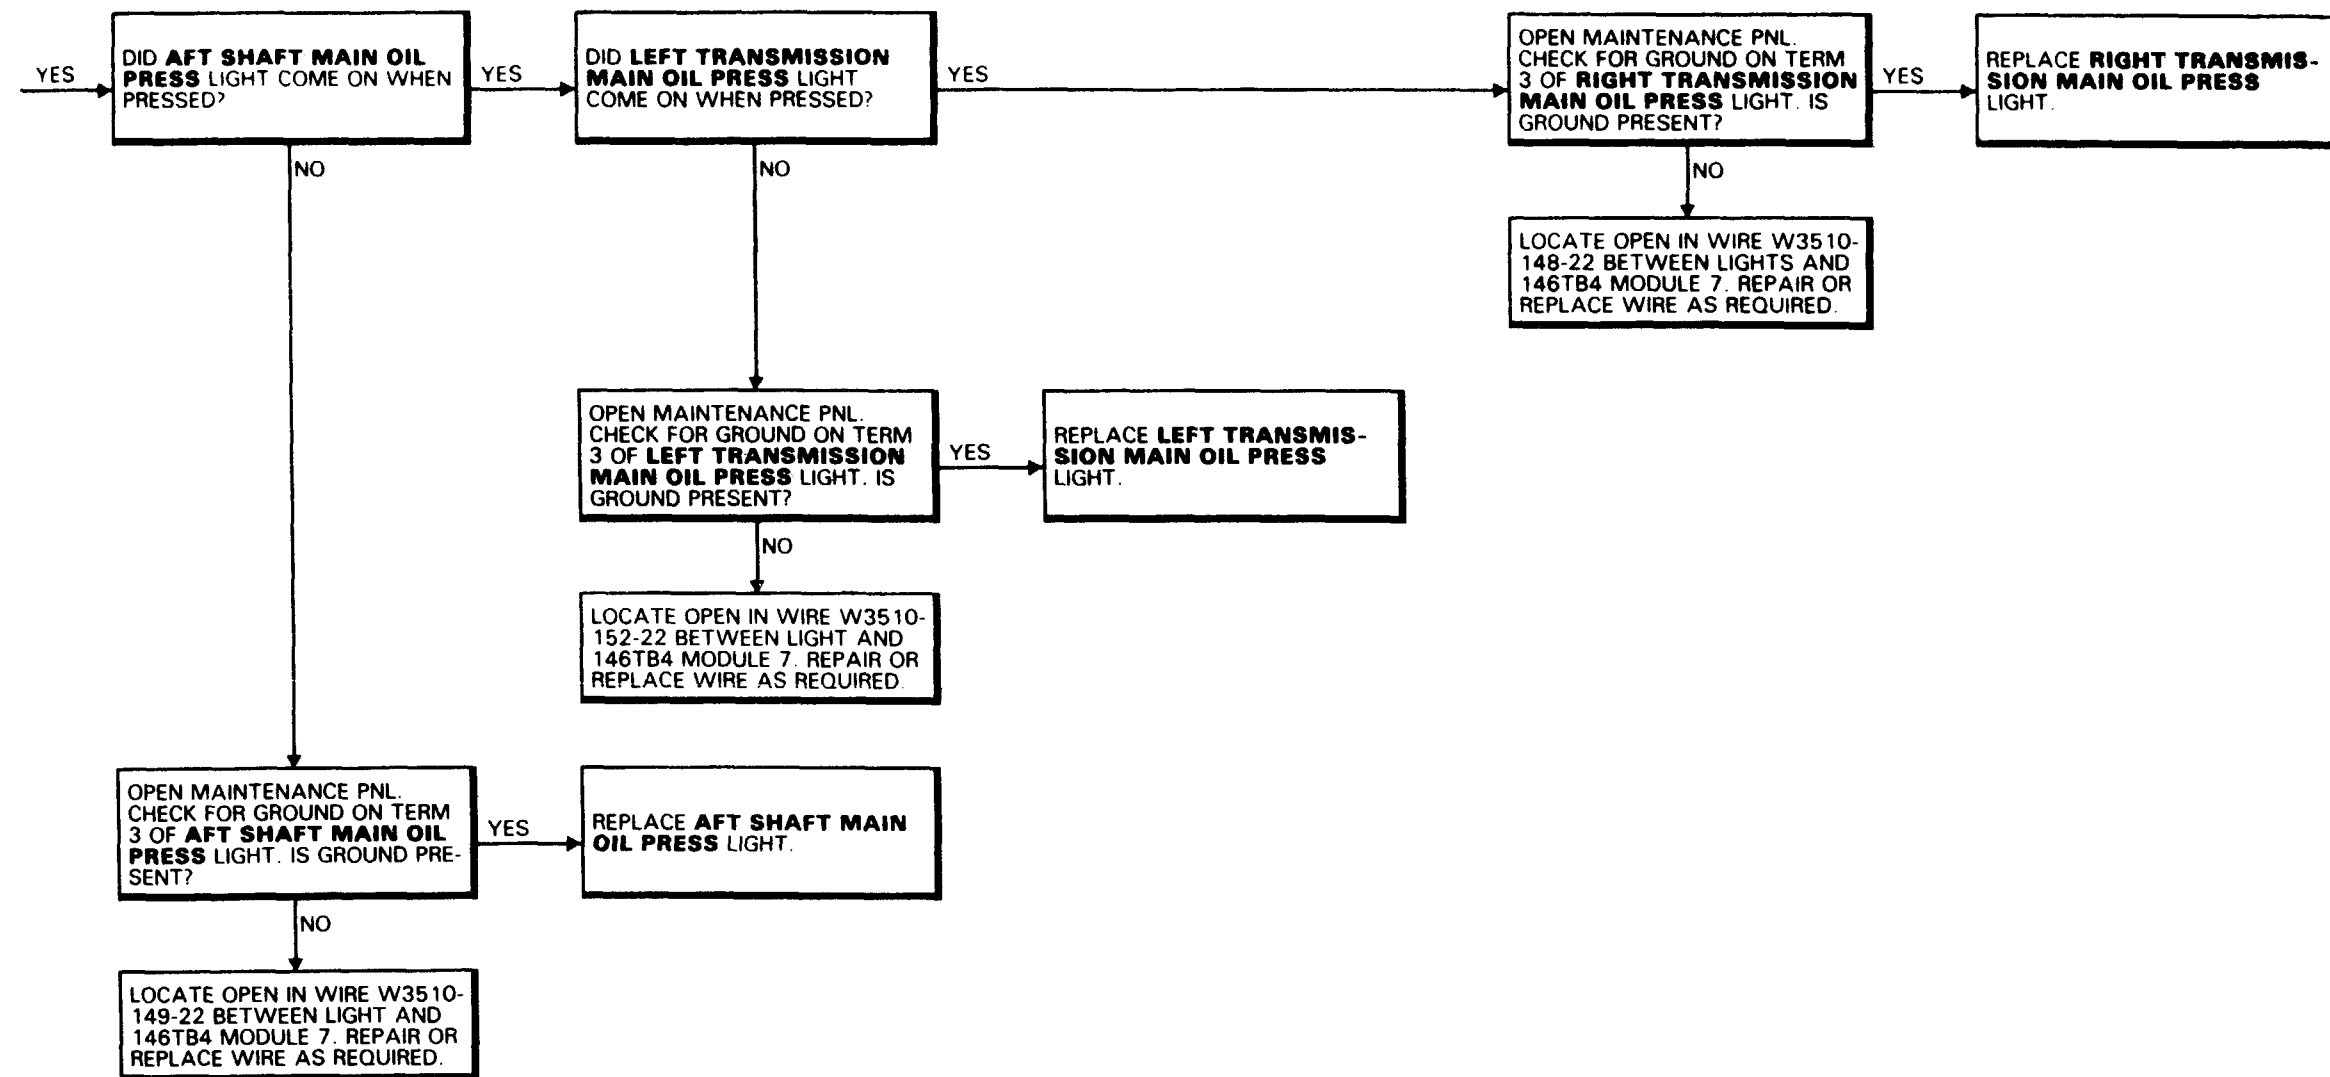 YES
DID AFT SHAFT MAIN OIL
PRESS LIGHT COME ON WHEN
PRESSED?
YES
DID LEFT TRANSMISSION
MAIN OIL PRESS LIGHT
COME ON WHEN PRESSED?
YES
OPEN MAINTENANCE PNL.
CHECK FOR GROUND ON TERM
3 OF RIGHT TRANSMISSION
MAIN OIL PRESS LIGHT. IS
GROUND PRESENT?
YES
REPLACE RIGHT TRANSMIS-
SION MAIN OIL PRESS
LIGHT.
NO
NO
NO
LOCATE OPEN IN WIRE W3510-
148-22 BETWEEN LIGHTS AND
146TB4 MODULE 7. REPAIR OR
REPLACE WIRE AS REQUIRED.
OPEN MAINTENANCE PNL.
CHECK FOR GROUND ON TERM
3 OF LEFT TRANSMISSION
MAIN OIL PRESS LIGHT. IS
GROUND PRESENT?
YES
REPLACE LEFT TRANSMIS-
SION MAIN OIL PRESS
LIGHT.
NO
LOCATE OPEN IN WIRE W3510-
152-22 BETWEEN LIGHT AND
146TB4 MODULE 7. REPAIR OR
REPLACE WIRE AS REQUIRED.
OPEN MAINTENANCE PNL.
CHECK FOR GROUND ON TERM
3 OF AFT SHAFT MAIN OIL
PRESS LIGHT. IS GROUND PRE-
SENT?
YES
REPLACE AFT SHAFT MAIN
OIL PRESS LIGHT.
NO
LOCATE OPEN IN WIRE W3510-
149-22 BETWEEN LIGHT AND
146TB4 MODULE 7. REPAIR OR
REPLACE WIRE AS REQUIRED.